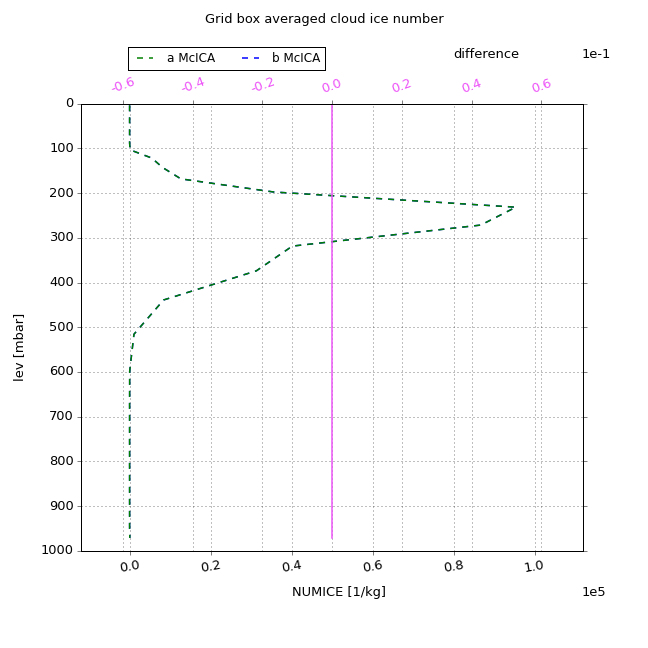 Grid box averaged cloud ice number
a McICA b McICA
difference 1e-1
-0.6 -0.4 -0.2 0.0 0.2 0.4 0.6
0
100
200
300
400
500
600
700
800
900
1000
lev [mbar]
0.0 0.2 0.4 0.6 0.8 1.0
NUMICE [1/kg] 1e5